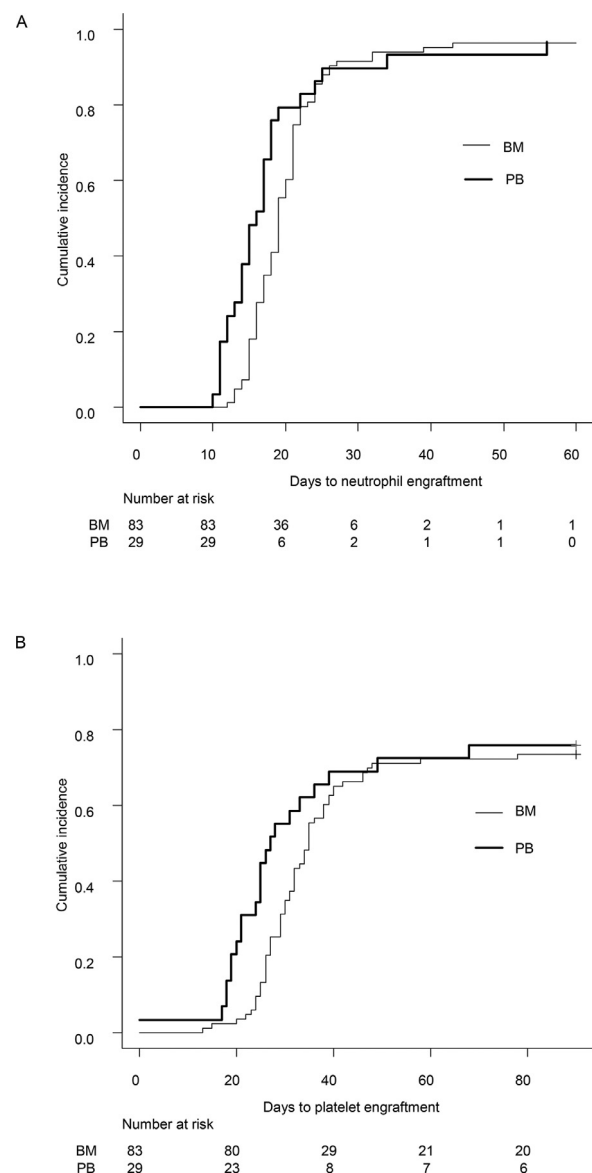 A
1.0
0.8
0.6
0.4
0.2
0.0
Cumulative incidence
BM
PB
0 10 20 30 40 50 60
Days to neutrophil engraftment
Number at risk
BM 83 83 36 6 2 1 1
PB 29 29 6 2 1 1 0
B
1.0
0.8
0.6
0.4
0.2
0.0
Cumulative incidence
BM
PB
0 20 40 60 80
Days to platelet engraftment
Number at risk
BM 83 80 29 21 20
PB 29 23 8 7 6